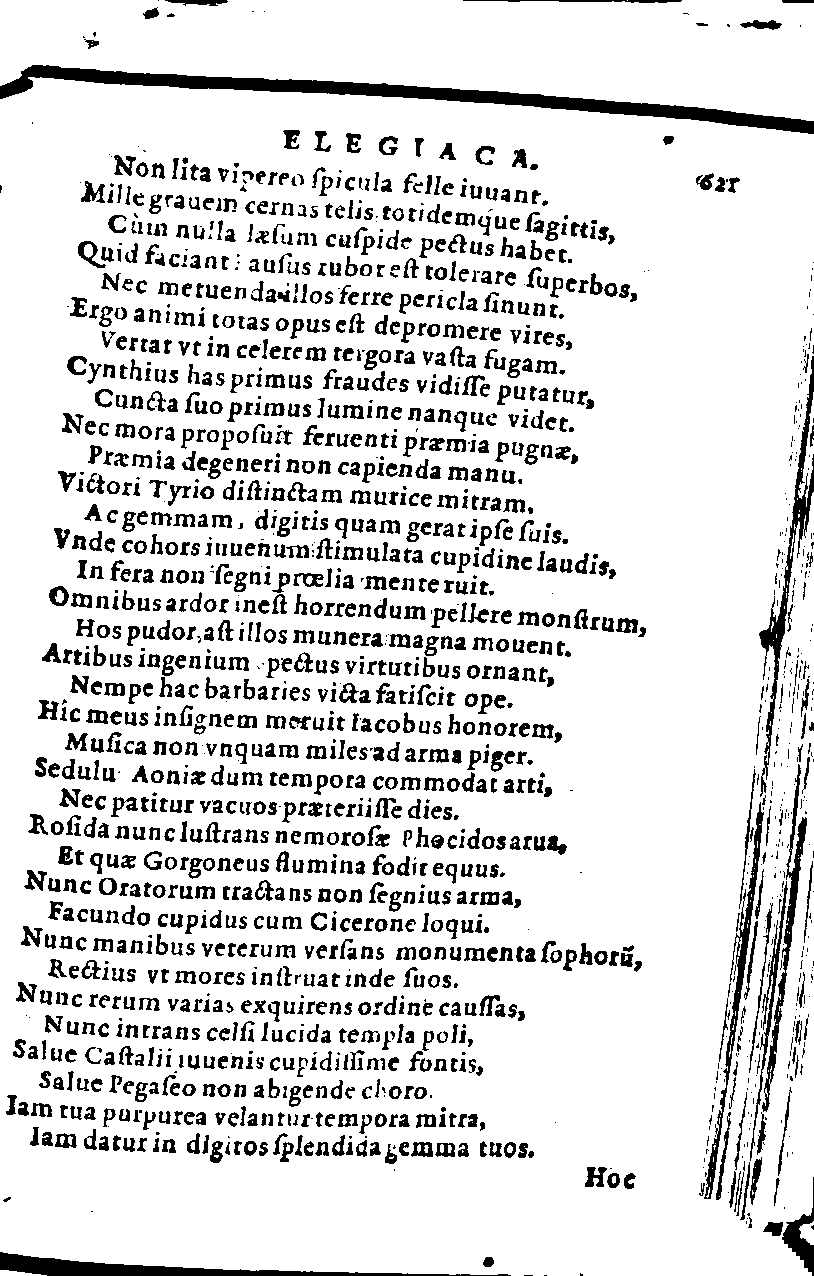 ELEGIACA.
621
Non lita vipereo ſpicula felle iuuant.
Mille grauem cernas telis totidemque ſagittis,
Cùm nulla læſum cuſpide pectus habet.
Quid faciant: auſus rubor eſt tolerare ſuperbos,
Nec metuenda illos ferre pericla ſinunt.
Ergo animi totas opus eſt depromere vires,
Vertat vt in celerem tergora vaſta fugam.
Cynthius has primus fraudes vidiſſe putatur,
Cuncta ſuo primus lumine nanque videt.
Nec mora propoſuit feruenti præmia pugnæ,
Præmia degeneri non capienda manu.
Victori Tyrio diſtinctam murice mitram,
Ac gemmam, digitis quam gerat ipſe ſuis.
Vnde cohors iuuenum ſtimulata cupidine laudis,
In fera non ſegni prœlia mente ruit.
Omnibus ardor ineſt horrendum pellere monſtrum,
Hos pudor, aſt illos munera magna mouent.
Artibus ingenium pectus virtutibus ornant,
Nempe hac barbaries victa fatiſcit ope.
Hic meus inſignem meruit Iacobus honorem,
Muſica non vnquam miles ad arma piger.
Sedulu Aoniæ dum tempora commodat arti,
Nec patitur vacuos præteriiſſe dies.
Roſida nunc luſtrans nemoroſæ Phocidos arua,
Et quæ Gorgoneus flumina fodit equus.
Nunc Oratorum tractans non ſegnius arma,
Facundo cupidus cum Cicerone loqui.
Nunc manibus veterum verſans monumenta ſophorū,
Rectius vt mores inſtruat inde ſuos.
Nunc rerum varias exquirens ordine cauſſas,
Nunc intrans celſi lucida templa poli,
Salue Caſtalii iuuenis cupidiſſime fontis,
Salue Pegaſeo non abigende choro.
Iam tua purpurea velantur tempora mitra,
Iam datur in digitos ſplendida gemma tuos.
Hoc